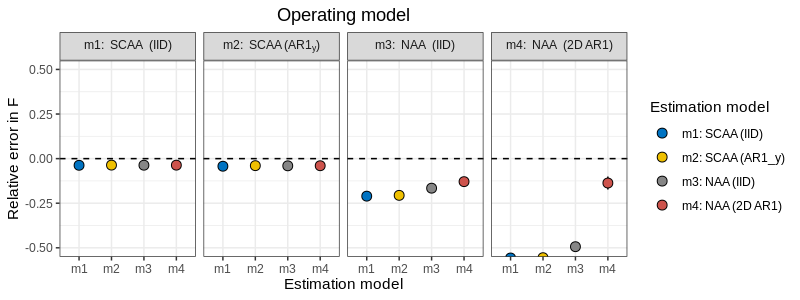 Operating model
m1: SCAA (IID)
m2: SCAA (AR1y)
m3: NAA (IID)
m4: NAA (2D AR1)
Relative error in F
0.50
0.25
0.00
-0.25
-0.50
m1 m2 m3 m4
m1 m2 m3 m4
m1 m2 m3 m4
m1 m2 m3 m4
Estimation model
Estimation model
m1: SCAA (IID)
m2: SCAA (AR1_y)
m3: NAA (IID)
m4: NAA (2D AR1)